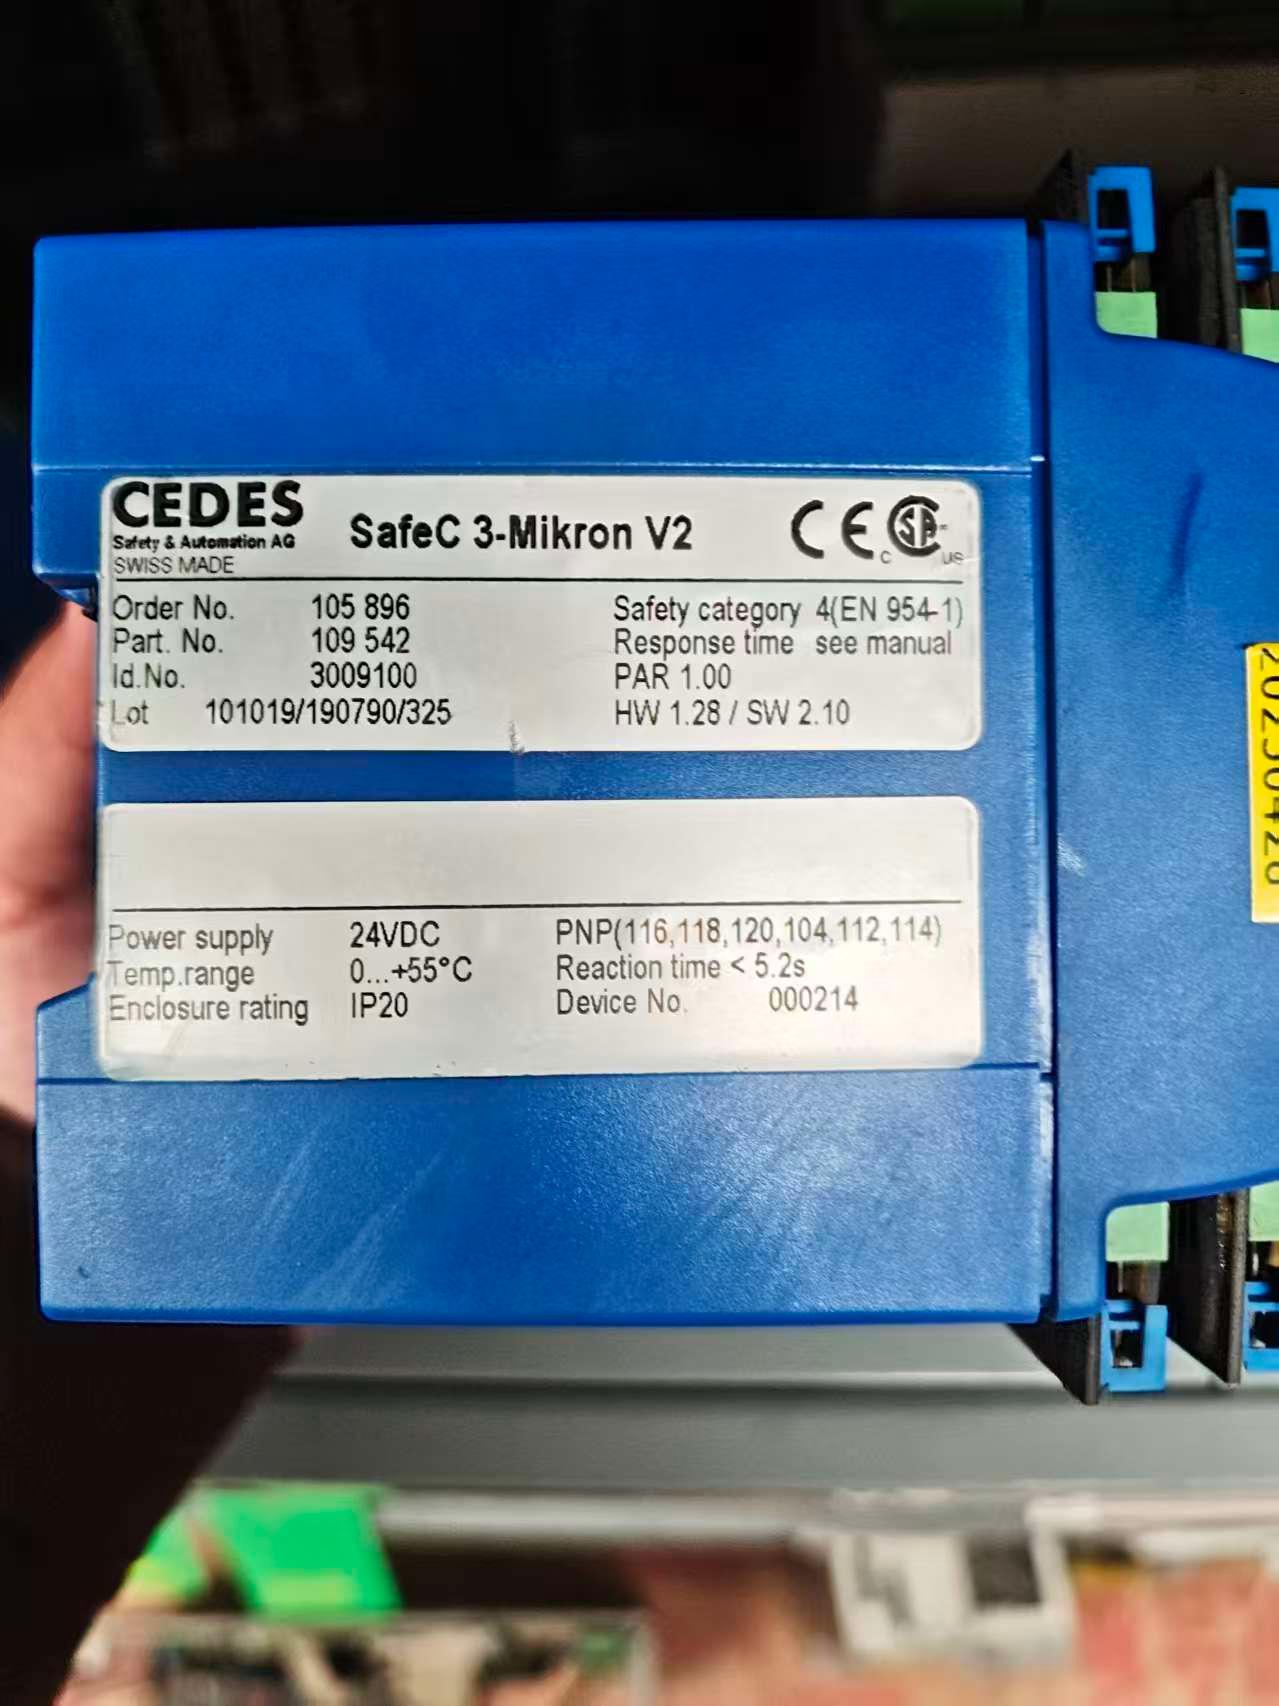 CEDES
Safety & Automation AG
SWISS MADE
SafeC 3-Mikron V2
CE
C SA US
Order No. 105 896
Part. No. 109 542
Id.No. 3009100
Lot 101019/190790/325
Safety category 4(EN 954-1)
Response time see manual
PAR 1.00
HW 1.28 / SW 2.10
Power supply 24VDC
Temp.range 0...+55°C
Enclosure rating IP20
PNP(116,118,120,104,112,114)
Reaction time < 5.2s
Device No. 000214